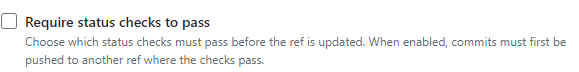 Require status checks to pass
Choose which status checks must pass before the ref is updated. When enabled, commits must first be
pushed to another ref where the checks pass.